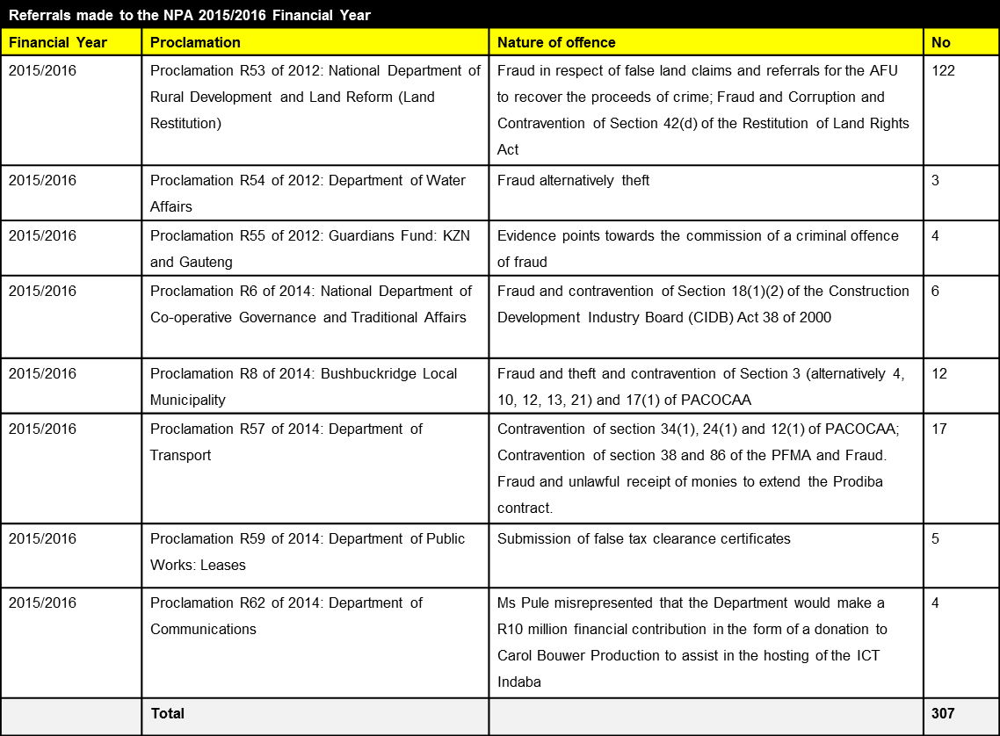 Referrals made to the NPA 2015/2016 Financial Year
Financial Year Proclamation Nature of offence No
2015/2016 Proclamation R53 of 2012: National Department of Fraud in respect of false land claims and referrals for the AFU 122
Rural Development and Land Reform (Land to recover the proceeds of crime; Fraud and Corruption and
Restitution) Contravention of Section 42(d) of the Restitution of Land Rights
Act
2015/2016 Proclamation R54 of 2012: Department of Water Fraud alternatively theft 3
Affairs
2015/2016 Proclamation R55 of 2012: Guardians Fund: KZN Evidence points towards the commission of a criminal offence 4
and Gauteng of fraud
2015/2016 Proclamation R6 of 2014: National Department of Fraud and contravention of Section 18(1)(2) of the Construction 6
Co-operative Governance and Traditional Affairs Development Industry Board (CIDB) Act 38 of 2000
2015/2016 Proclamation R8 of 2014: Bushbuckridge Local Fraud and theft and contravention of Section 3 (alternatively 4, 12
Municipality 10, 12, 13, 21) and 17(1) of PACOCAA
2015/2016 Proclamation R57 of 2014: Department of Contravention of section 34(1), 24(1) and 12(1) of PACOCAA; 17
Transport Contravention of section 38 and 86 of the PFMA and Fraud.
Fraud and unlawful receipt of monies to extend the Prodiba
contract.
2015/2016 Proclamation R59 of 2014: Department of Public Submission of false tax clearance certificates 5
Works: Leases
2015/2016 Proclamation R62 of 2014: Department of Ms Pule misrepresented that the Department would make a 4
Communications R10 million financial contribution in the form of a donation to
Carol Bouwer Production to assist in the hosting of the ICT
Indaba
Total 307